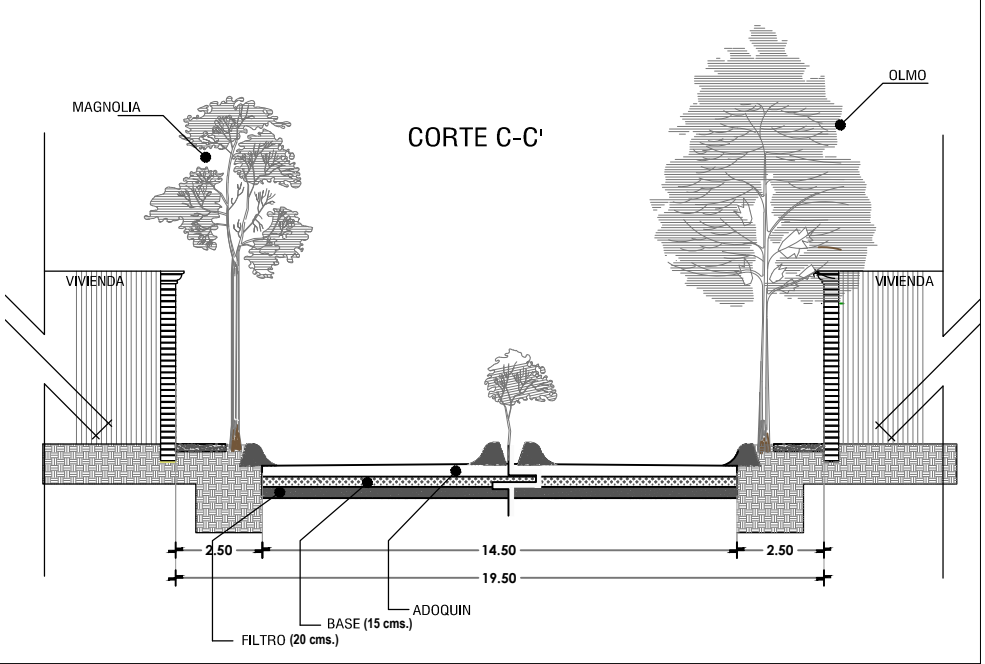 OLMO
MAGNOLIA
CORTE C-C'
VIVIENDA
VIVIENDA
2.50
14.50
2.50
19.50
ADOQUIN
BASE (15 cms.)
FILTRO (20 cms.)